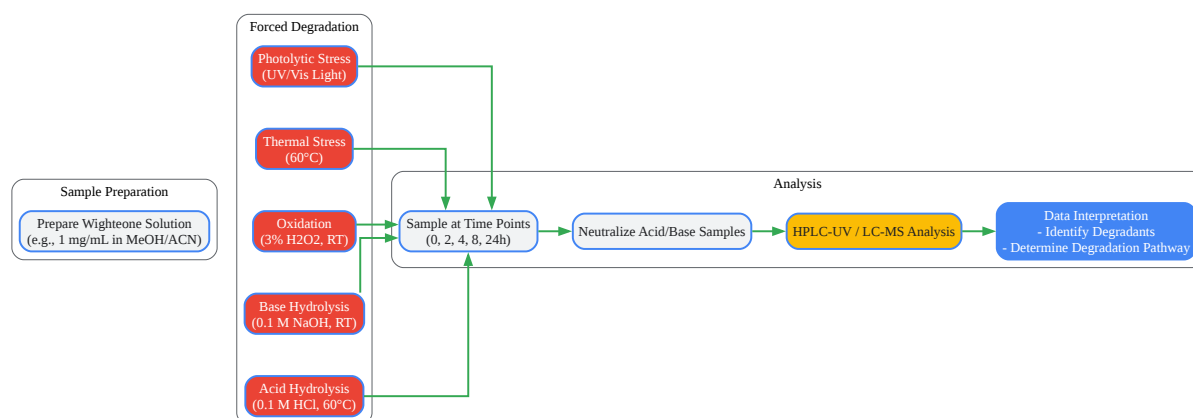 Sample Preparation
Prepare Wighteone Solution
(e.g., 1 mg/mL in MeOH/ACN)
Forced Degradation
Photolytic Stress
(UV/Vis Light)
Thermal Stress
(60°C)
Oxidation
(3% H2O2, RT)
Base Hydrolysis
(0.1 M NaOH, RT)
Acid Hydrolysis
(0.1 M HCl, 60°C)
Analysis
Sample at Time Points
(0, 2, 4, 8, 24h)
Neutralize Acid/Base Samples
HPLC-UV / LC-MS Analysis
Data Interpretation
- Identify Degradants
- Determine Degradation Pathway